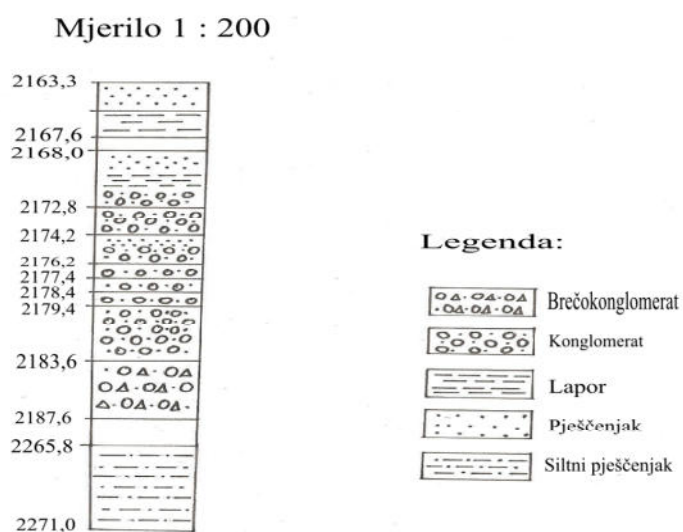 Mjerilo 1 : 200
2163,3
2167,6
2168,0
2172,8
2174,2
2176,2
2177,4
2178,4
2179,4
2183,6
2187,6
2265,8
2271,0
Legenda:
Brečokonglomerat
Konglomerat
Lapor
Pješčenjak
Siltni pješčenjak